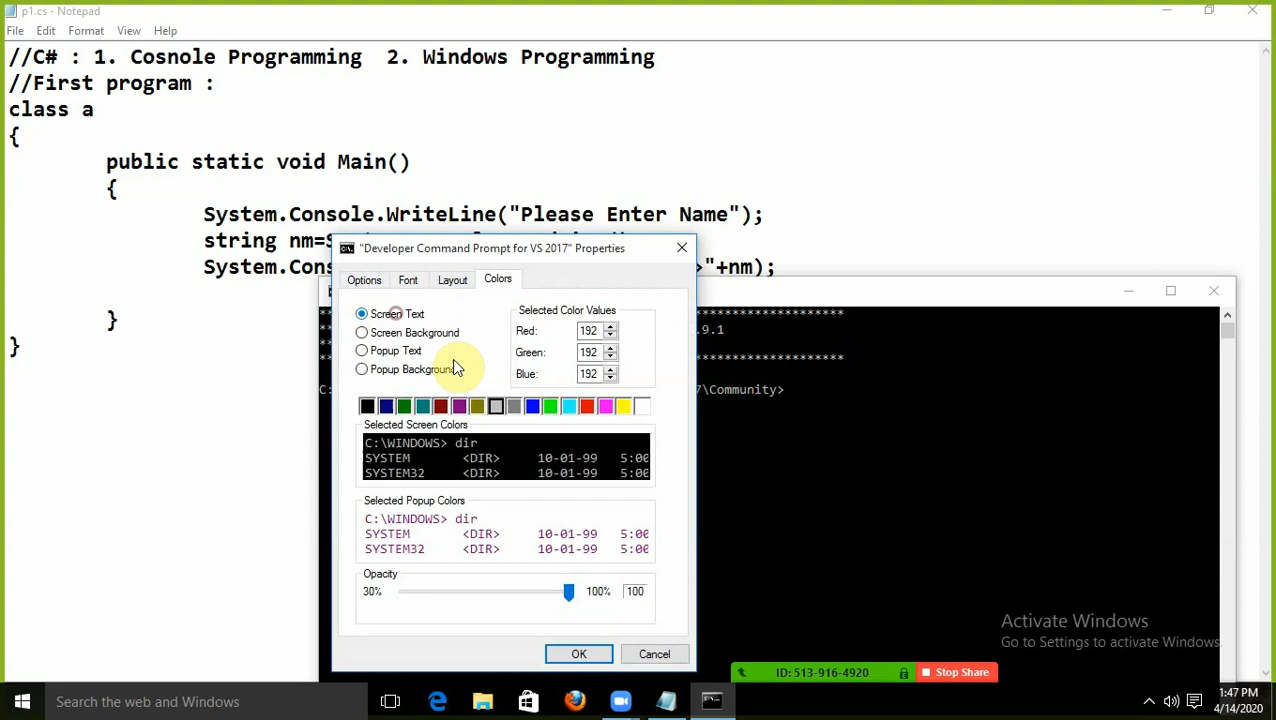 p1.cs - Notepad
File Edit Format View Help
//C# : 1. Cosnole Programming 2. Windows Programming
//First program :
class a
{
public static void Main()
{
System.Console.WriteLine("Please Enter Name");
string nm=
System.Cons "+nm);
}
}
"Developer Command Prompt for VS 2017" Properties
Options Font Layout Colors
Screen Text
Screen Background
Popup Text
Popup Background
Selected Color Values
Red: 192
Green: 192
Blue: 192
Selected Screen Colors
C:\WINDOWS> dir
SYSTEM <DIR> 10-01-99 5:00
SYSTEM32 <DIR> 10-01-99 5:00
Selected Popup Colors
C:\WINDOWS> dir
SYSTEM <DIR> 10-01-99 5:00
SYSTEM32 <DIR> 10-01-99 5:00
Opacity
30% 100% 100
OK Cancel
**********************
.9.1
**********************
7\Community>
Activate Windows
Go to Settings to activate Windows.
ID: 513-916-4920 Stop Share
Search the web and Windows
1:47 PM
4/14/2020